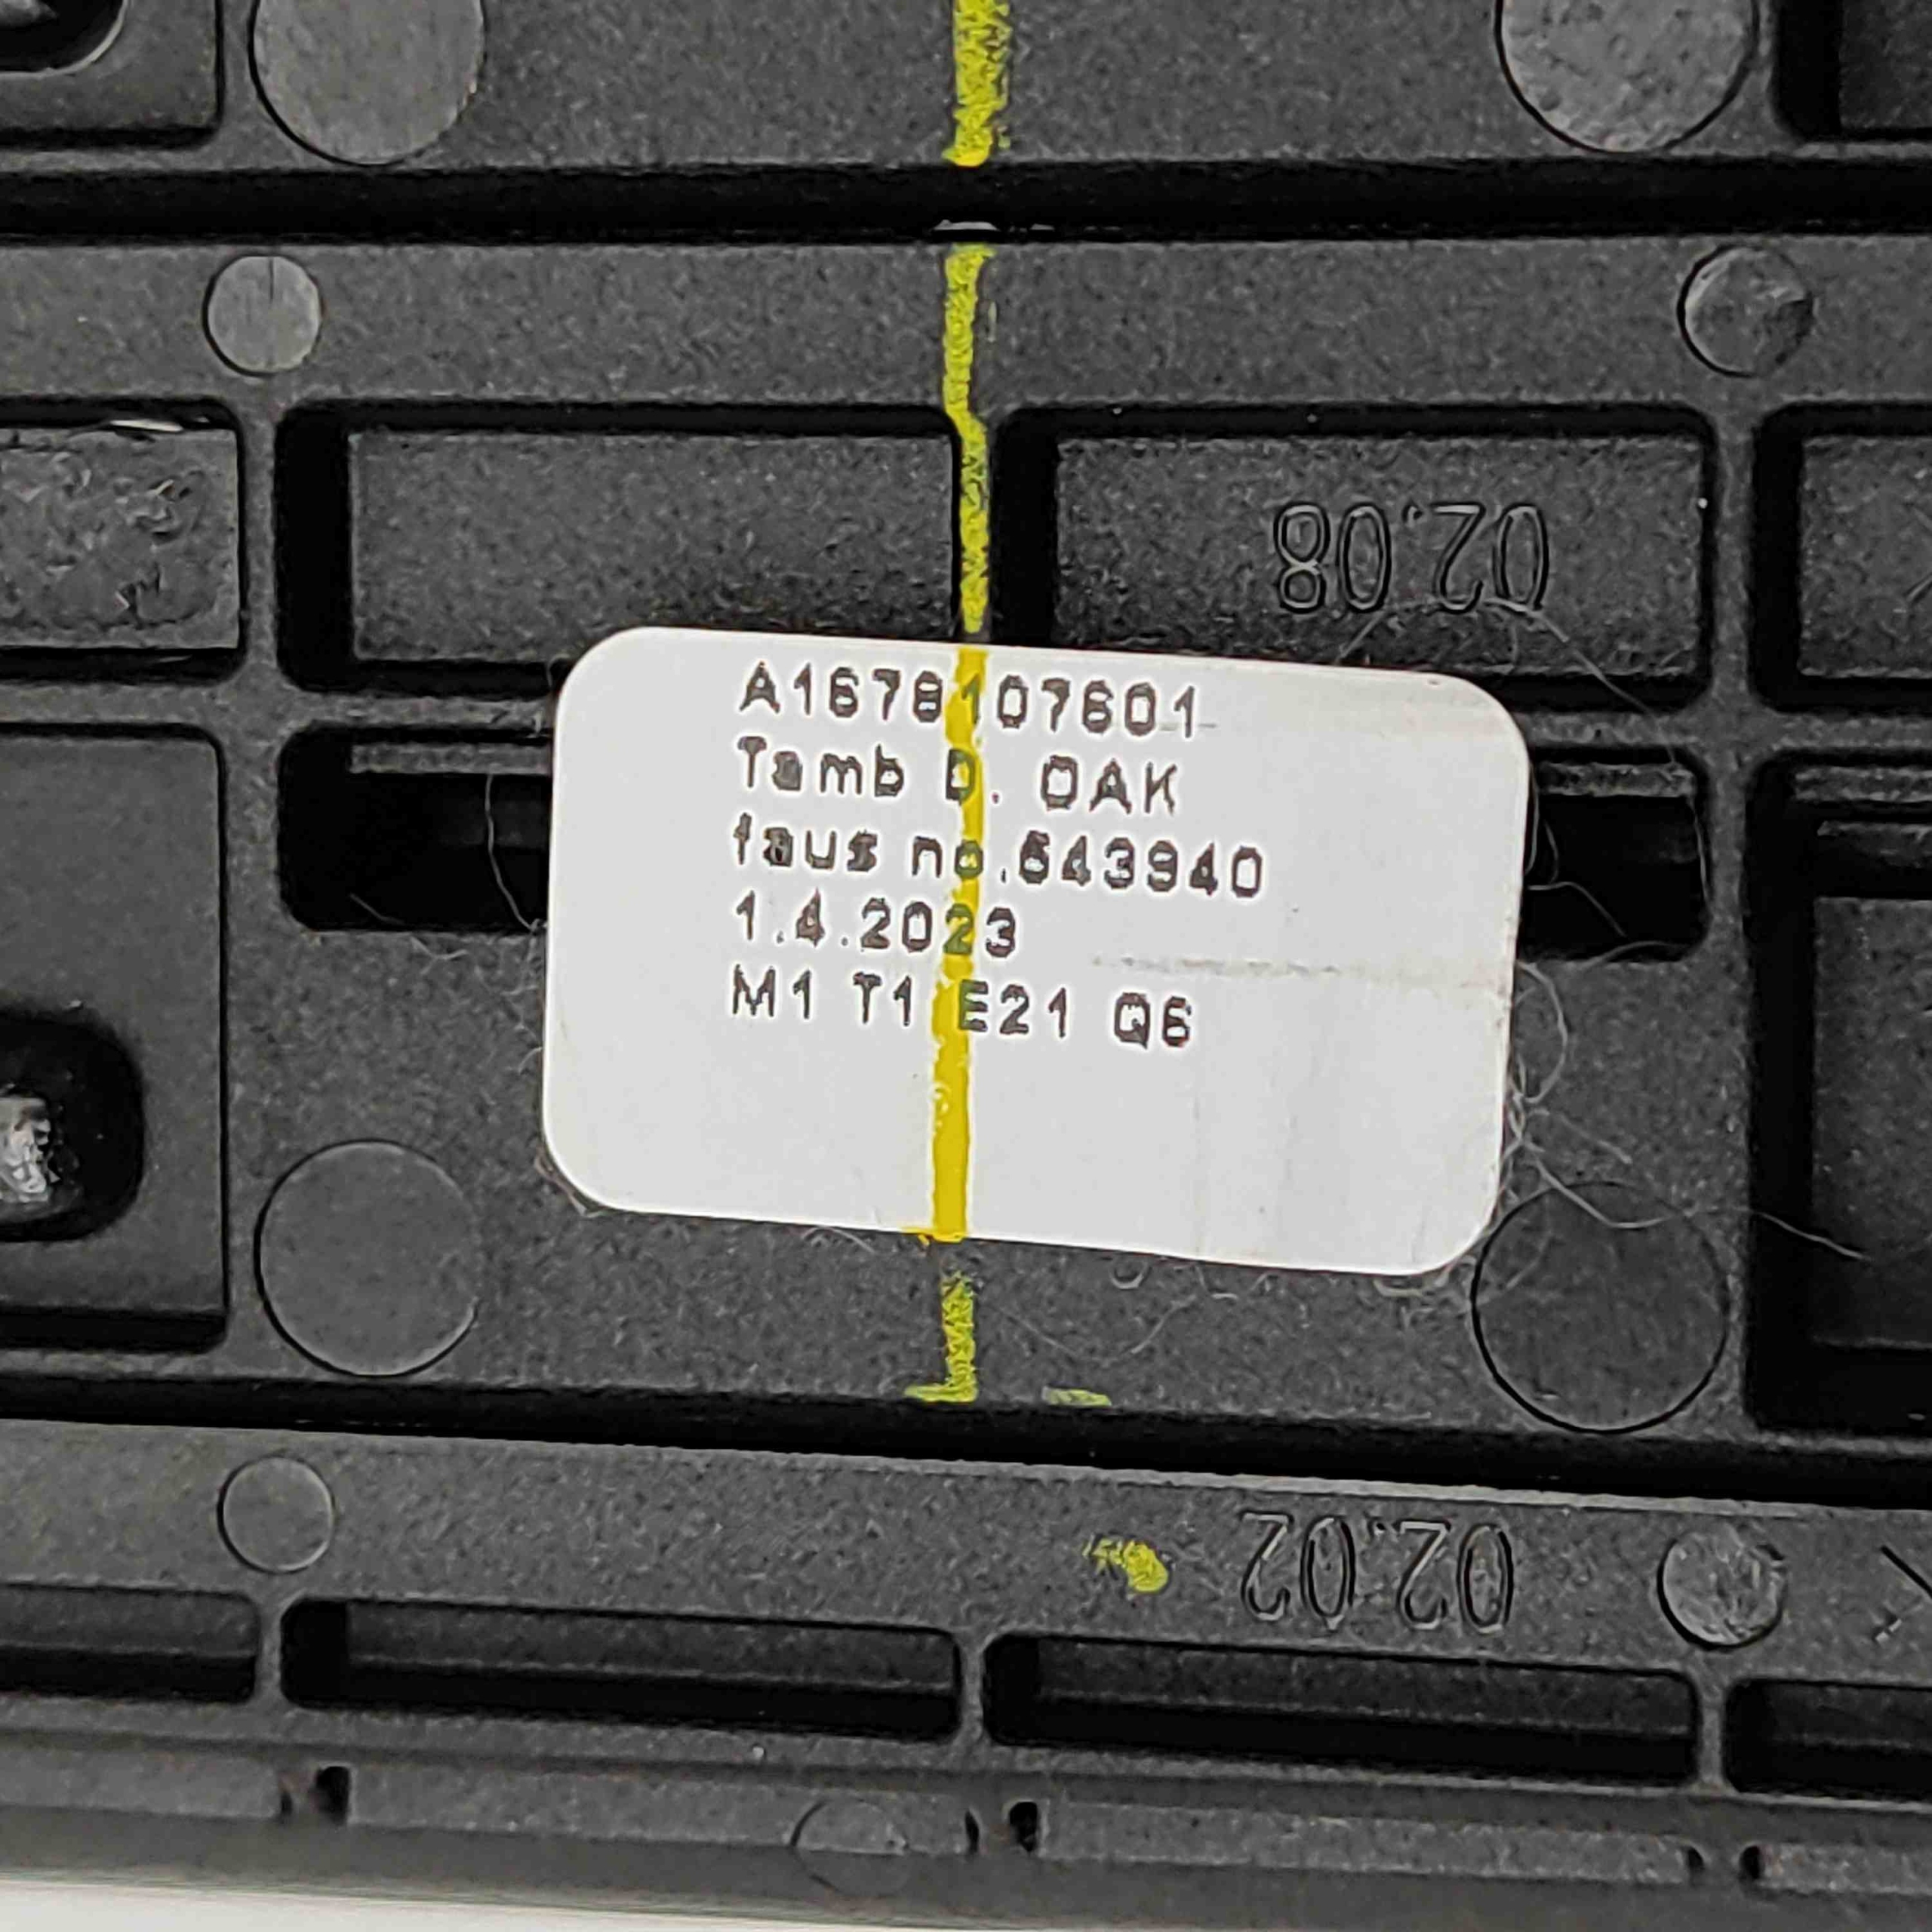 02.08
A1678107601
Tamb D. OAK
faus no.643940
1.4.2023
M1 T1 E21 Q6
02.02